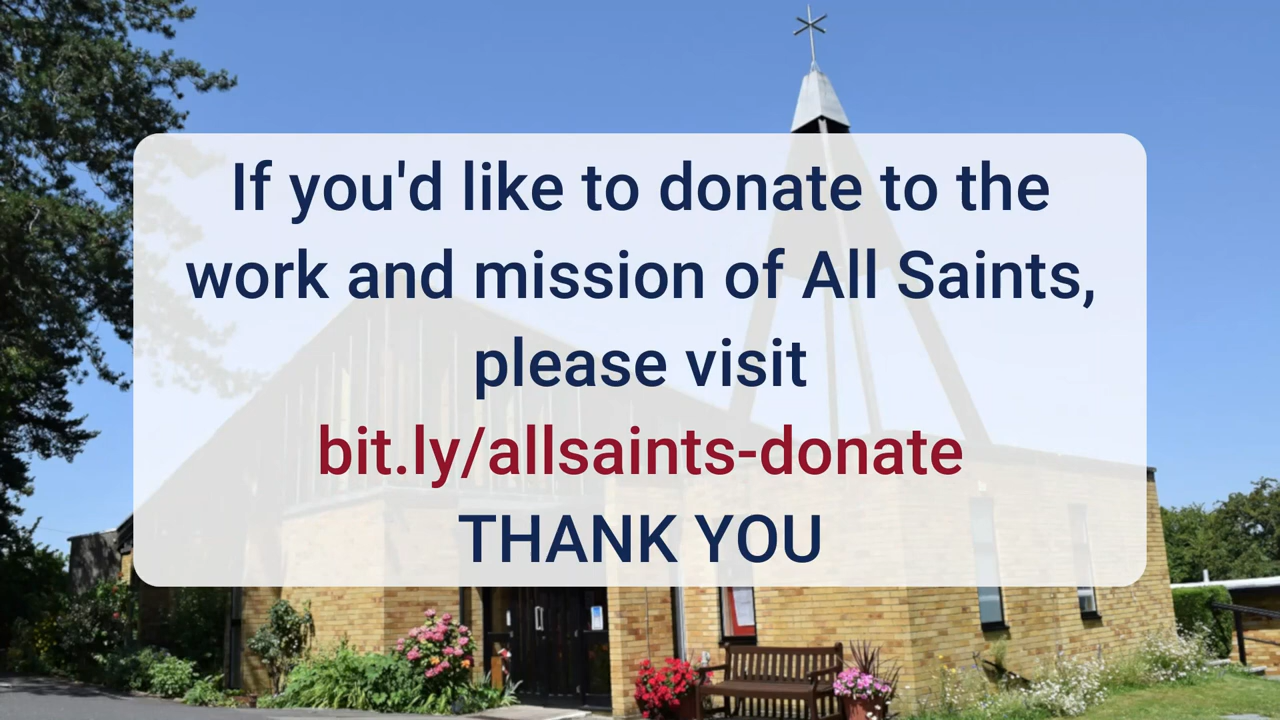 If you'd like to donate to the
work and mission of All Saints,
please visit
bit.ly/allsaints-donate
THANK YOU